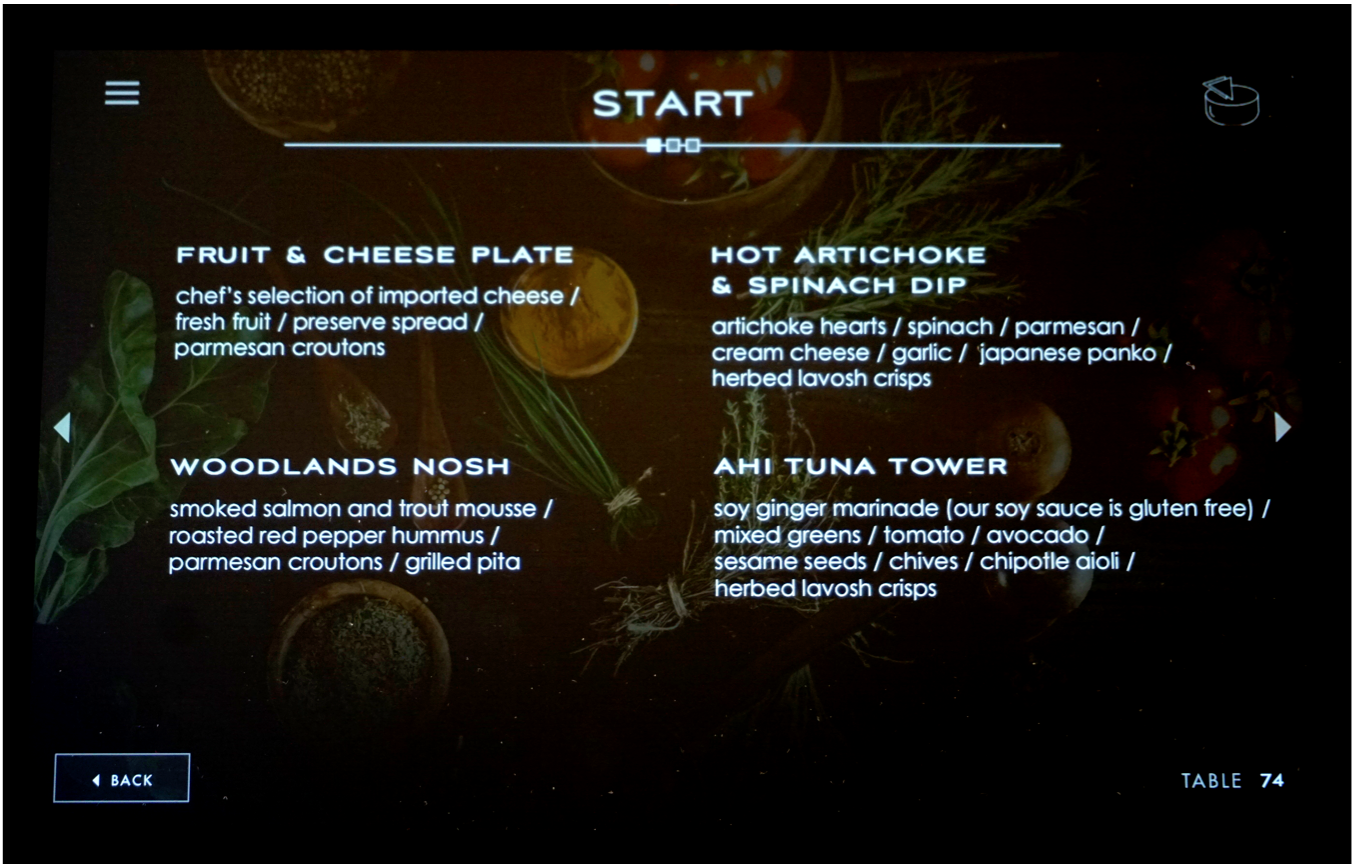 START
FRUIT & CHEESE PLATE
chef's selection of imported cheese /
fresh fruit / preserve spread /
parmesan croutons
HOT ARTICHOKE
& SPINACH DIP
artichoke hearts / spinach / parmesan /
cream cheese / garlic / japanese panko /
herbed lavosh crisps
WOODLANDS NOSH
smoked salmon and trout mousse /
roasted red pepper hummus /
parmesan croutons / grilled pita
AHI TUNA TOWER
soy ginger marinade (our soy sauce is gluten free) /
mixed greens / tomato / avocado /
sesame seeds / chives / chipotle aioli /
herbed lavosh crisps
BACK
TABLE 74